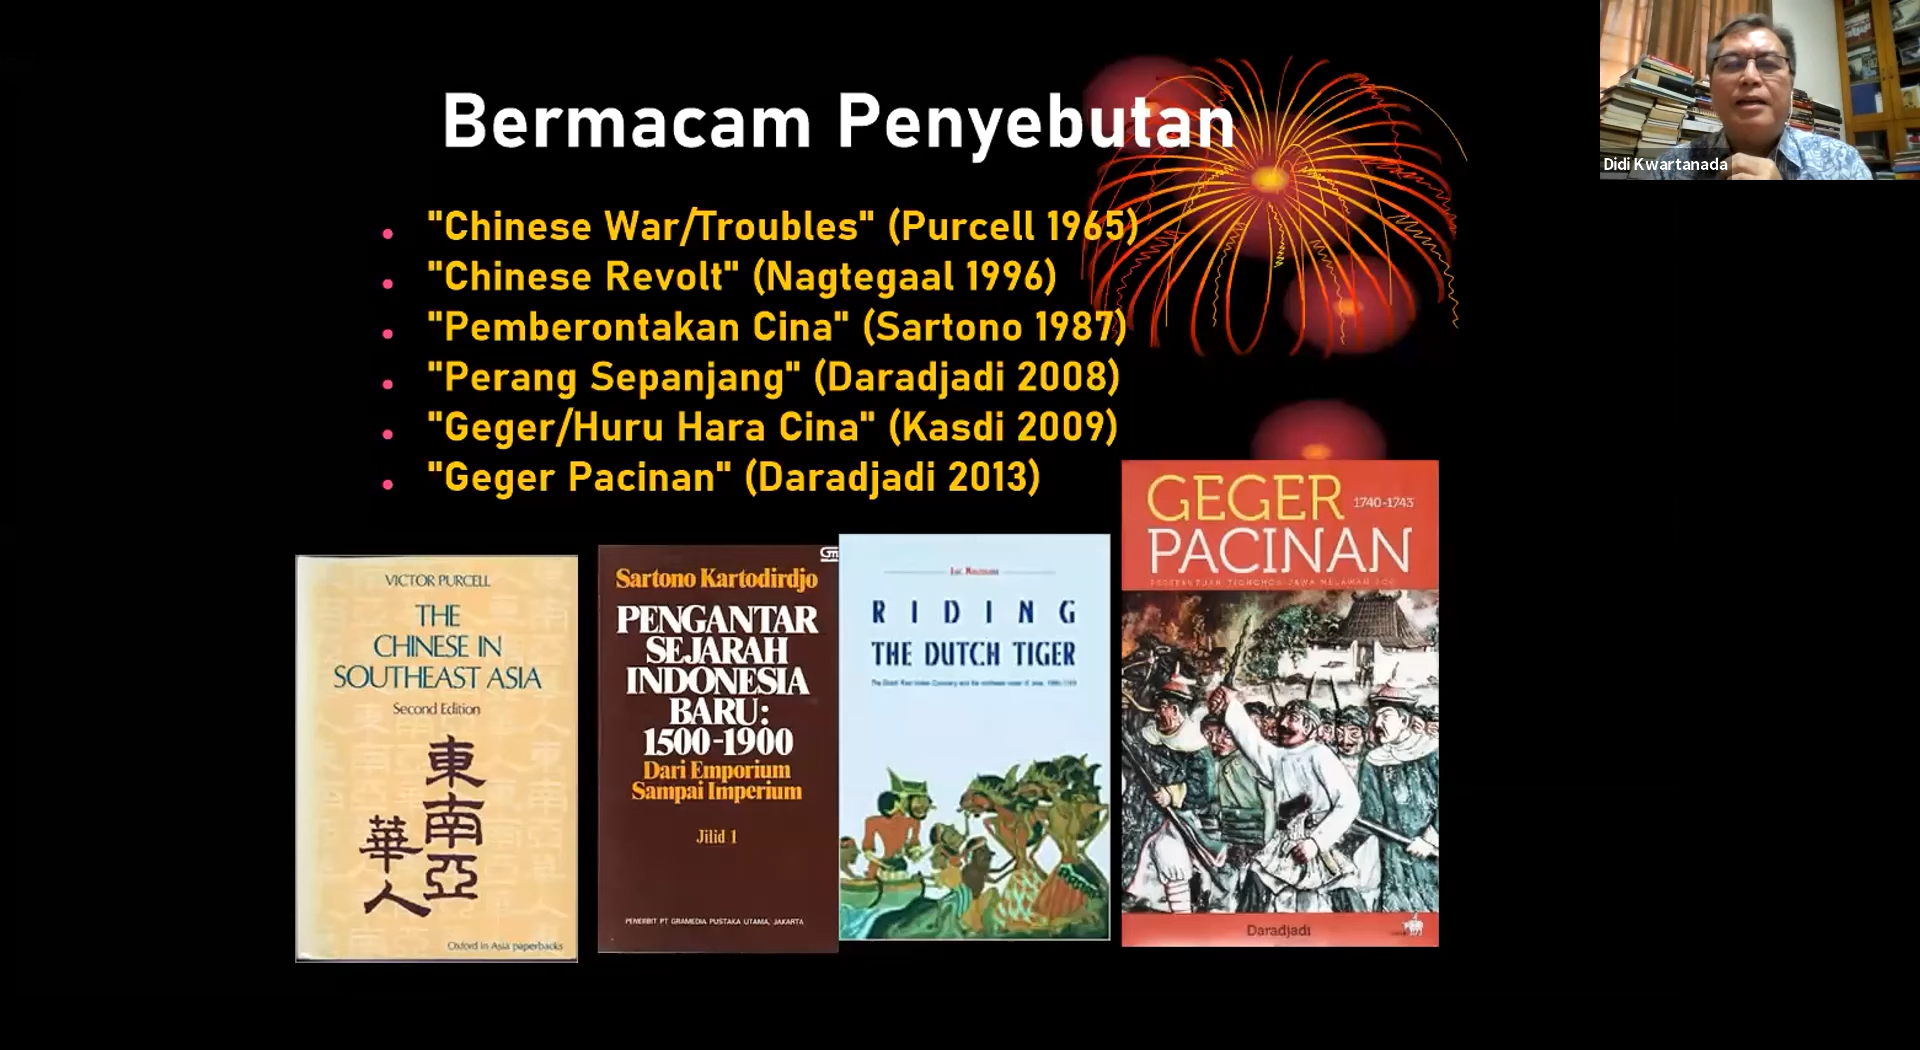 Bermacam Penyebutan
"Chinese War/Troubles" (Purcell 1965)
"Chinese Revolt" (Nagtegaal 1996)
"Pemberontakan Cina" (Sartono 1987)
"Perang Sepanjang" (Daradjadi 2008)
"Geger/Huru Hara Cina" (Kasdi 2009)
"Geger Pacinan" (Daradjadi 2013)
Didi Kwartanada
VICTOR PURCELL
THE
CHINESE IN
SOUTHEAST ASIA
Second Edition
東南亞
華人
Oxford in Asia paperbacks
Sartono Kartodirdjo
PENGANTAR
SEJARAH
INDONESIA
BARU:
1500-1900
Dari Emporium
Sampai Imperium
Jilid 1
PENERBIT PT GRAMEDIA PUSTAKA UTAMA, JAKARTA
RIDING
THE DUTCH TIGER
GEGER
1740-1743
PACINAN
Daradjadi